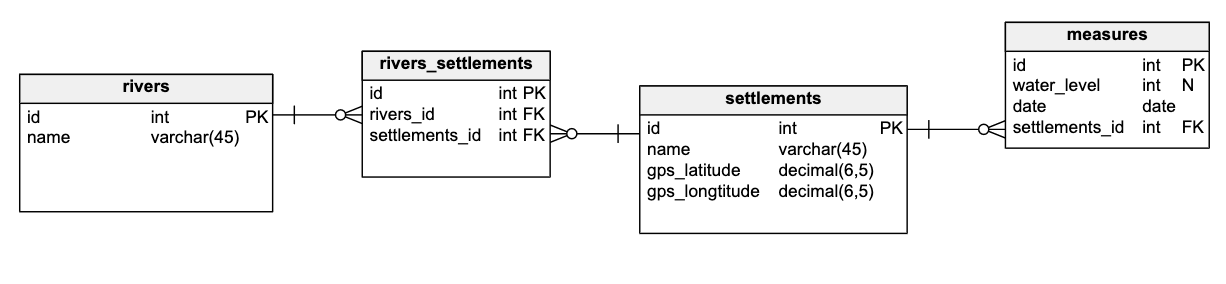 rivers
id int PK
name varchar(45)
rivers_settlements
id int PK
rivers_id int FK
settlements_id int FK
settlements
id int PK
name varchar(45)
gps_latitude decimal(6,5)
gps_longtitude decimal(6,5)
measures
id int PK
water_level int N
date date
settlements_id int FK